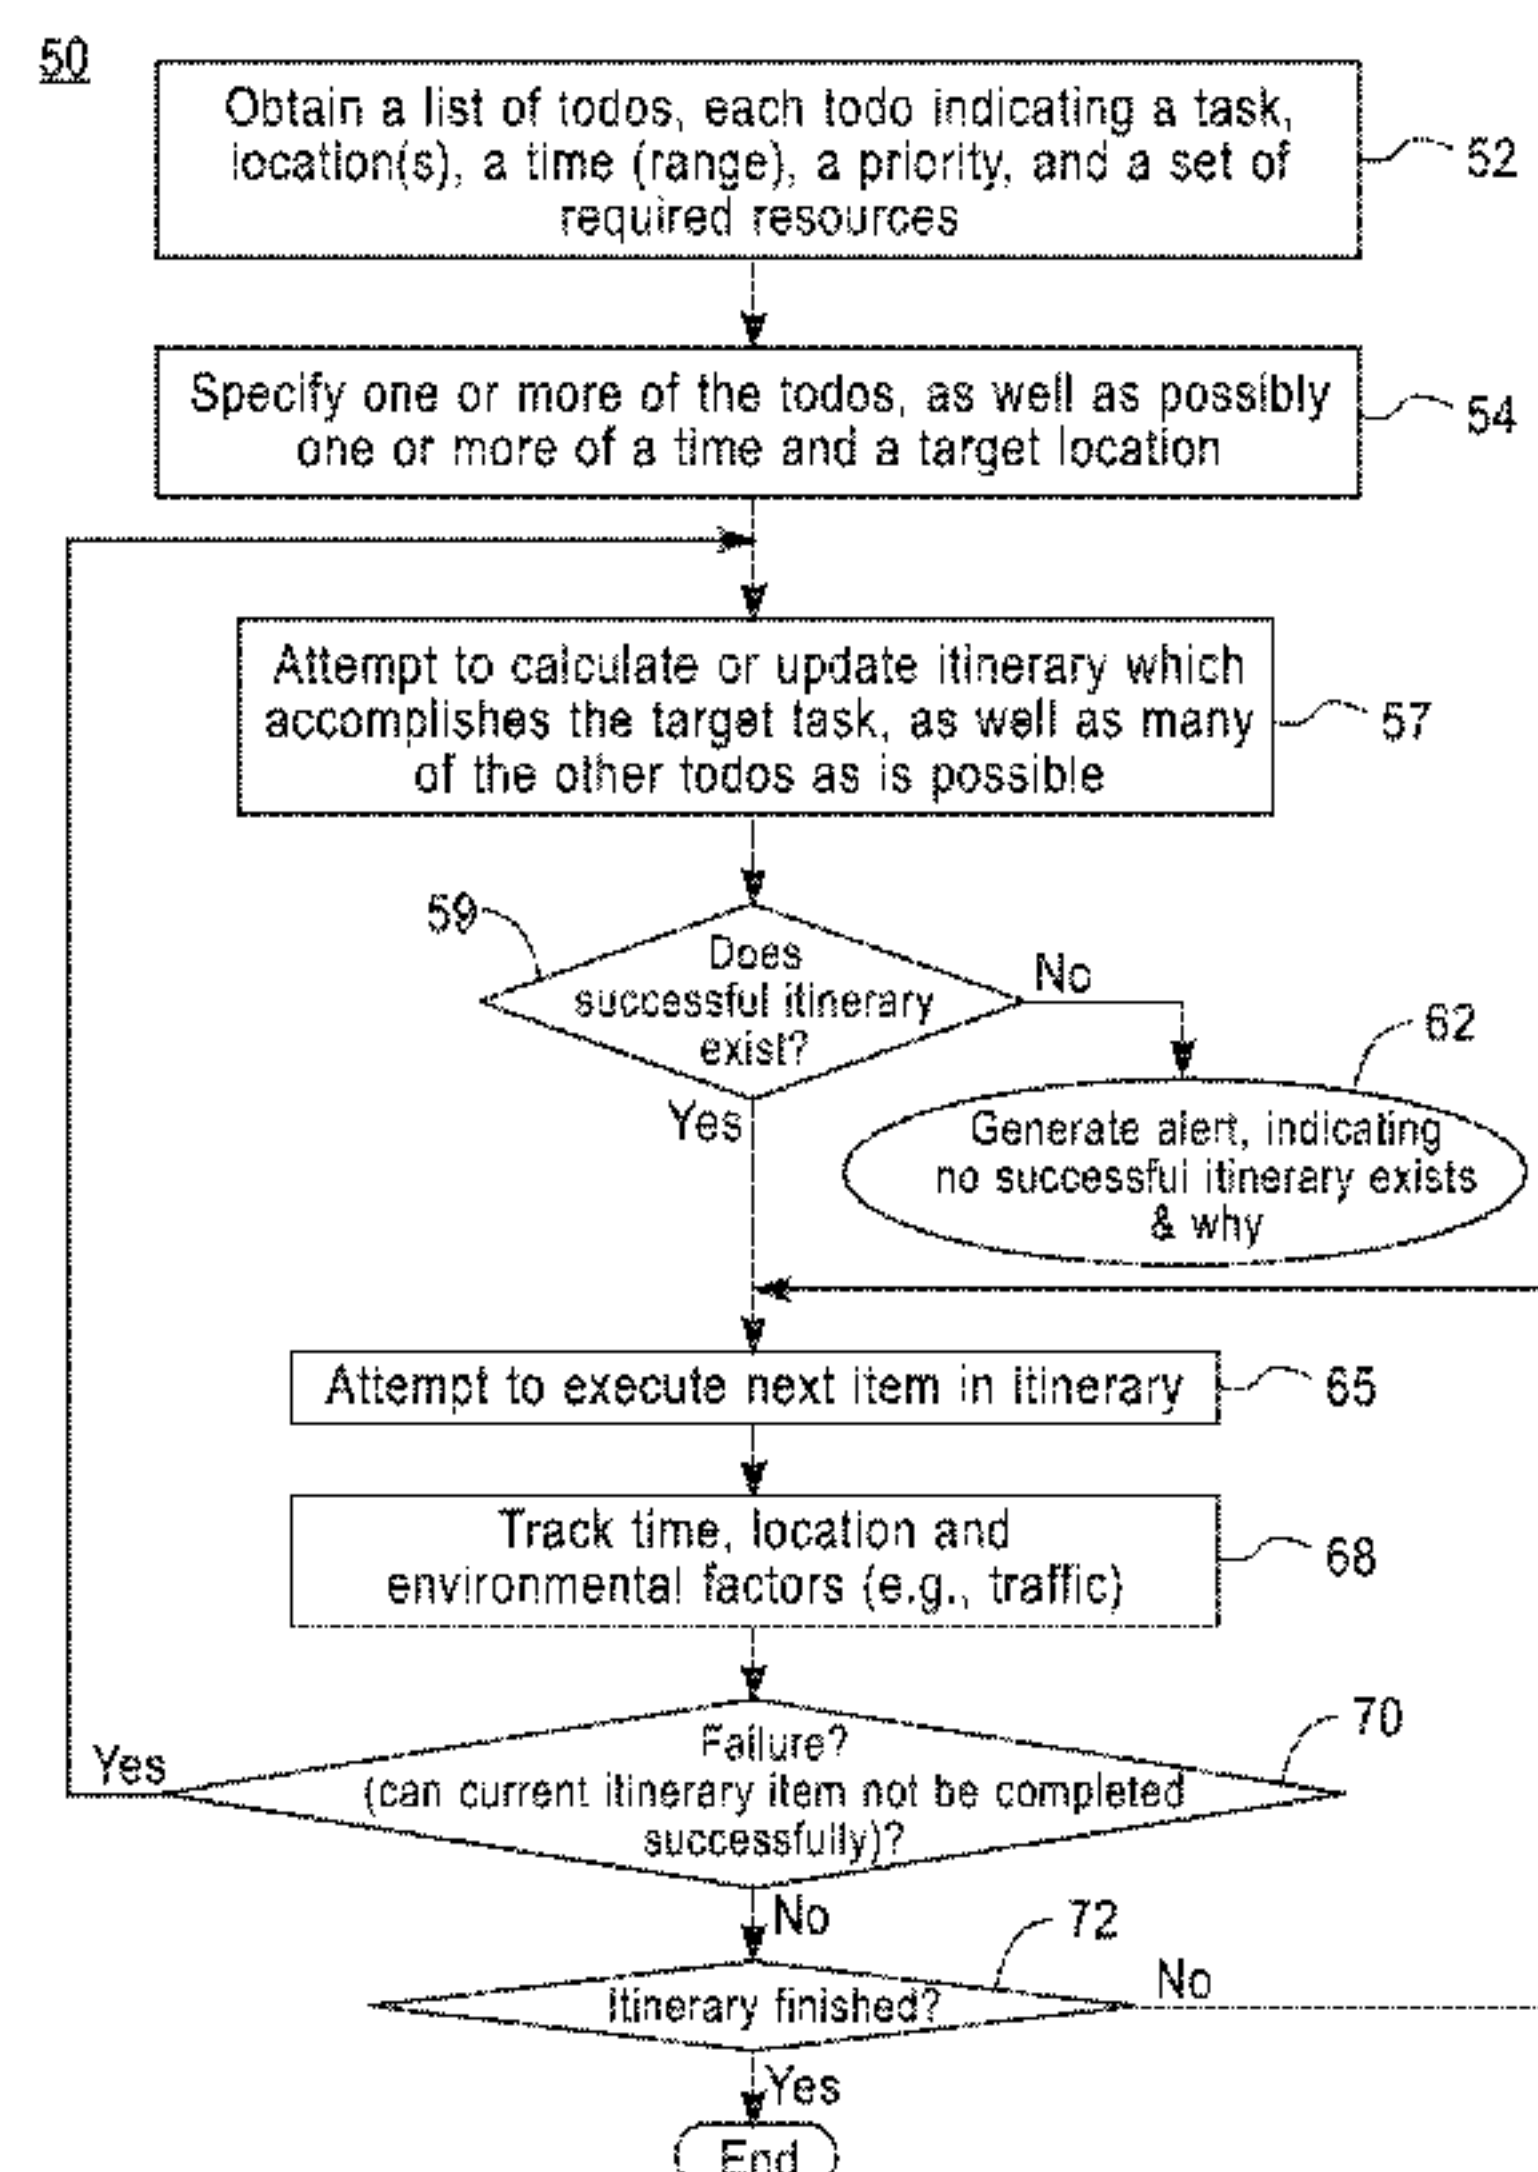 50
Obtain a list of todos, each todo indicating a task,
location(s), a time (range), a priority, and a set of
required resources
52
Specify one or more of the todos, as well as possibly
one or more of a time and a target location
54
Attempt to calculate or update itinerary which
accomplishes the target task, as well as many
of the other todos as is possible
57
59
Does
successful itinerary
exist?
No
Yes
62
Generate alert, indicating
no successful itinerary exists
& why
Attempt to execute next item in itinerary
65
Track time, location and
environmental factors (e.g., traffic)
68
70
Failure?
(can current itinerary item not be completed
successfully)?
Yes
No
72
Itinerary finished?
No
Yes
End